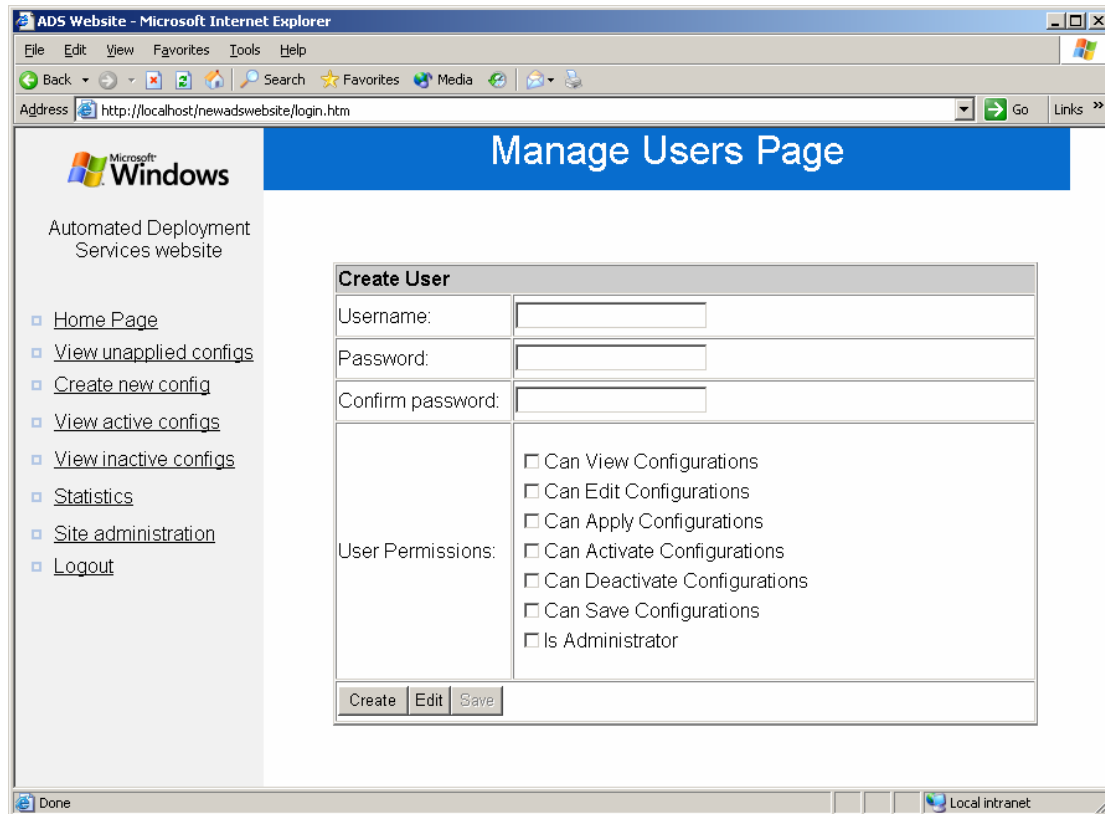 ADS Website - Microsoft Internet Explorer
File Edit View Favorites Tools Help
Back Search Favorites Media
Address http://localhost/newadswebsite/login.htm Go Links »
Microsoft
Windows
Manage Users Page
Automated Deployment
Services website
Home Page
View unapplied configs
Create new config
View active configs
View inactive configs
Statistics
Site administration
Logout
Create User
Username:
Password:
Confirm password:
User Permissions:
Can View Configurations
Can Edit Configurations
Can Apply Configurations
Can Activate Configurations
Can Deactivate Configurations
Can Save Configurations
Is Administrator
Create Edit Save
Done Local intranet